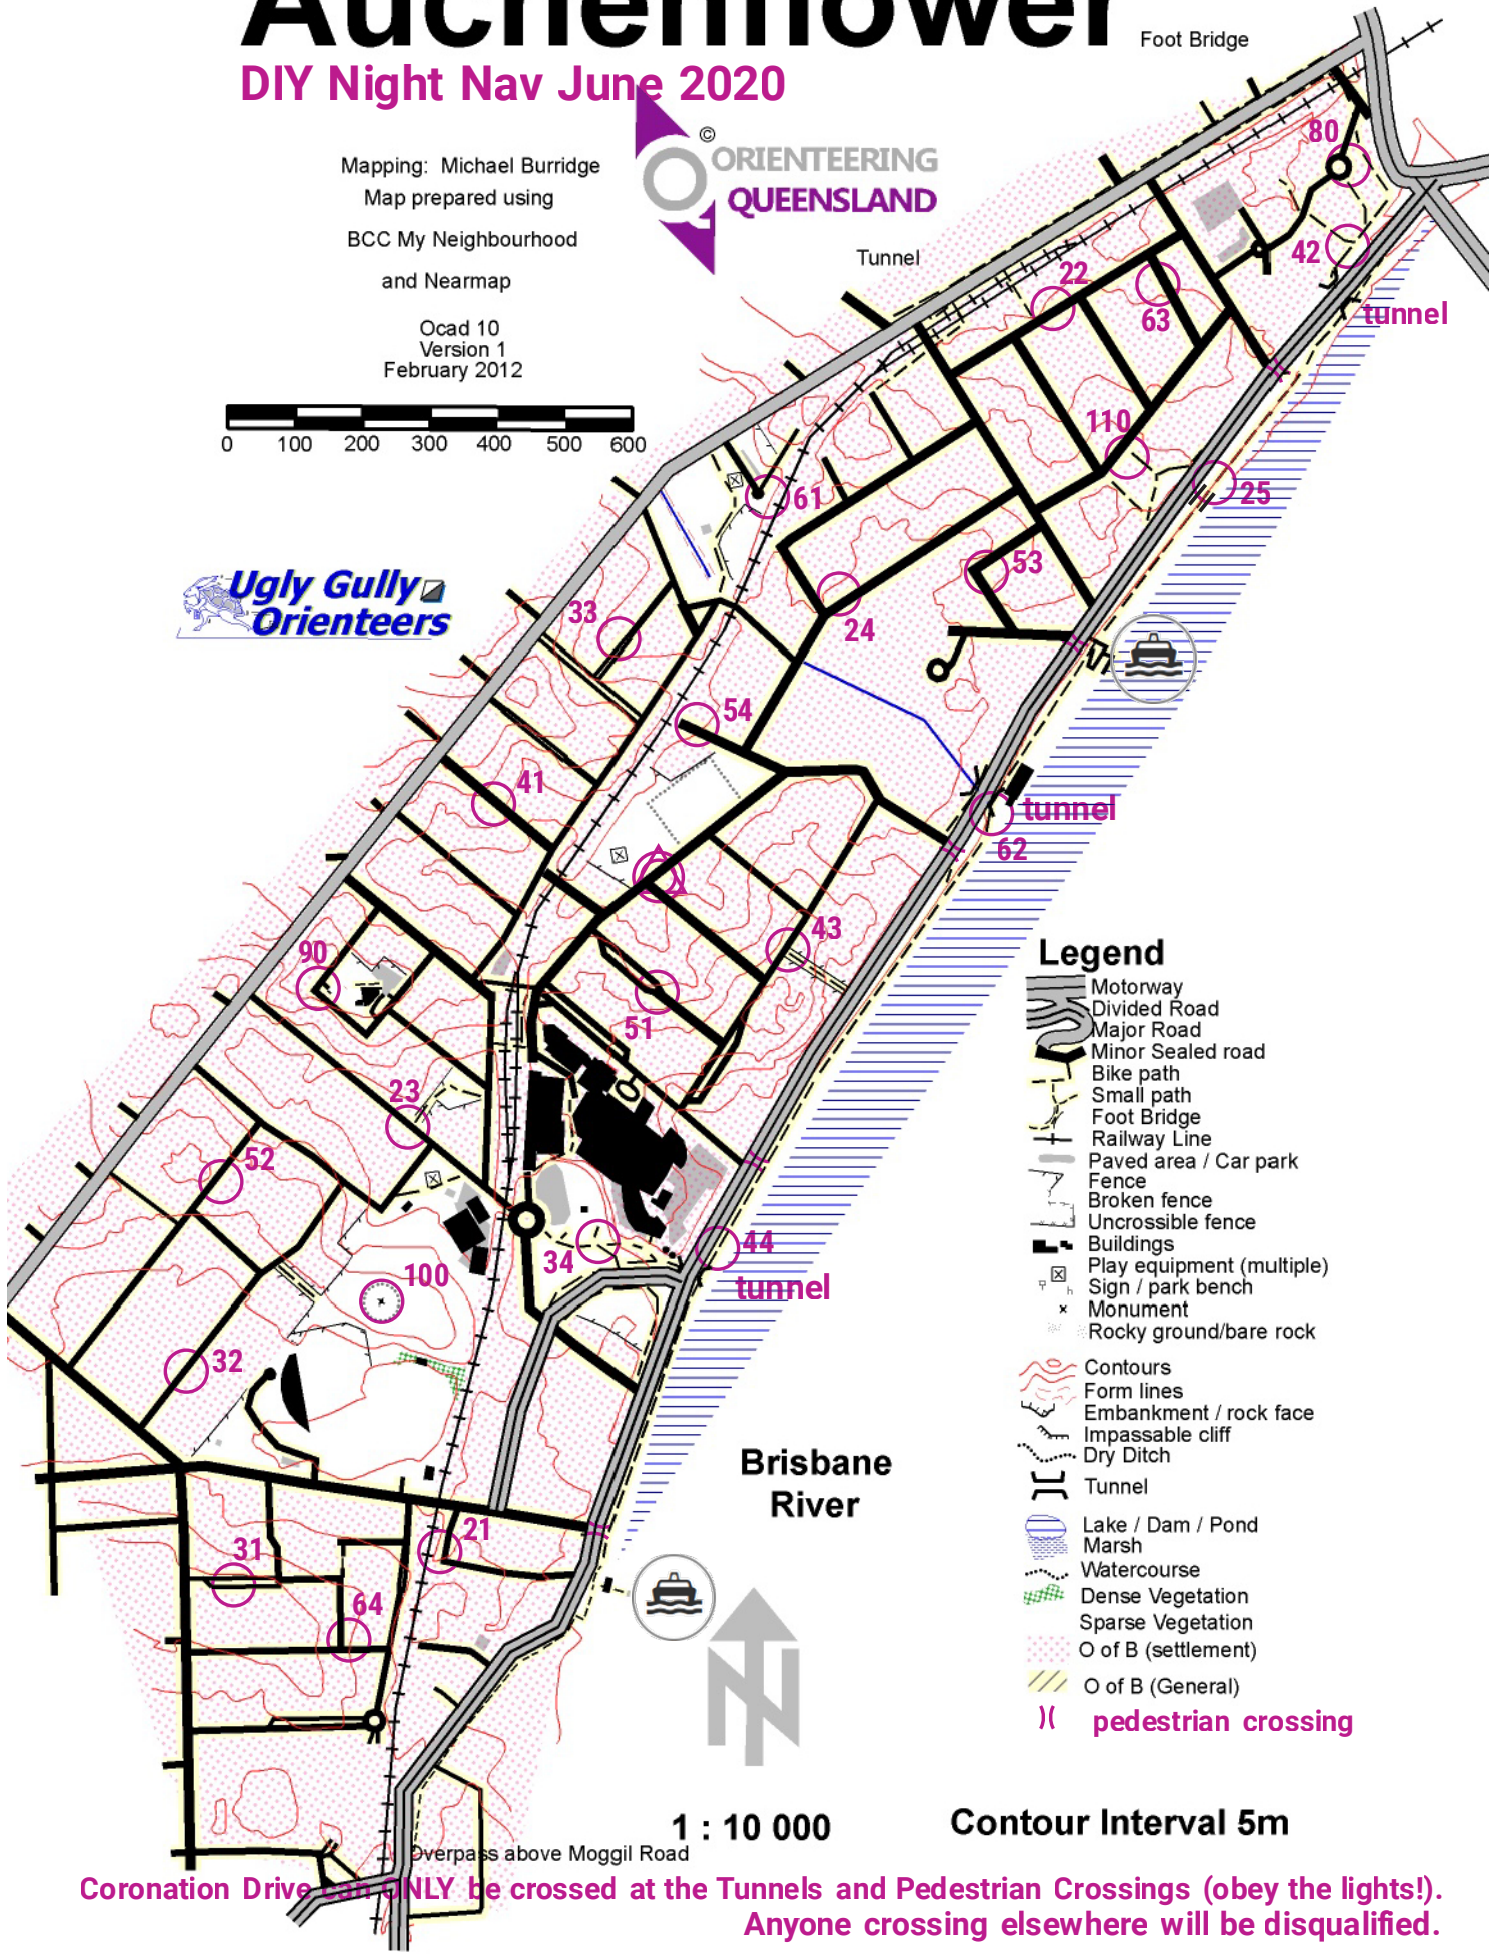 Auchenflower
Foot Bridge
DIY Night Nav June 2020
©
ORIENTEERING
QUEENSLAND
Mapping: Michael Burridge
Map prepared using
BCC My Neighbourhood
and Nearmap
Ocad 10
Version 1
February 2012
0 100 200 300 400 500 600
Tunnel
80
42
tunnel
22
63
110
25
61
53
24
Ugly Gully
Orienteers
33
54
41
tunnel
62
43
90
51
23
52
34
44
tunnel
100
32
21
31
64
Brisbane
River
Legend
Motorway
Divided Road
Major Road
Minor Sealed road
Bike path
Small path
Foot Bridge
Railway Line
Paved area / Car park
Fence
Broken fence
Uncrossible fence
Buildings
Play equipment (multiple)
Sign / park bench
Monument
Rocky ground/bare rock
Contours
Form lines
Embankment / rock face
Impassable cliff
Dry Ditch
Tunnel
Lake / Dam / Pond
Marsh
Watercourse
Dense Vegetation
Sparse Vegetation
O of B (settlement)
O of B (General)
pedestrian crossing
N
1 : 10 000
Contour Interval 5m
Overpass above Moggil Road
Coronation Drive can ONLY be crossed at the Tunnels and Pedestrian Crossings (obey the lights!).
Anyone crossing elsewhere will be disqualified.